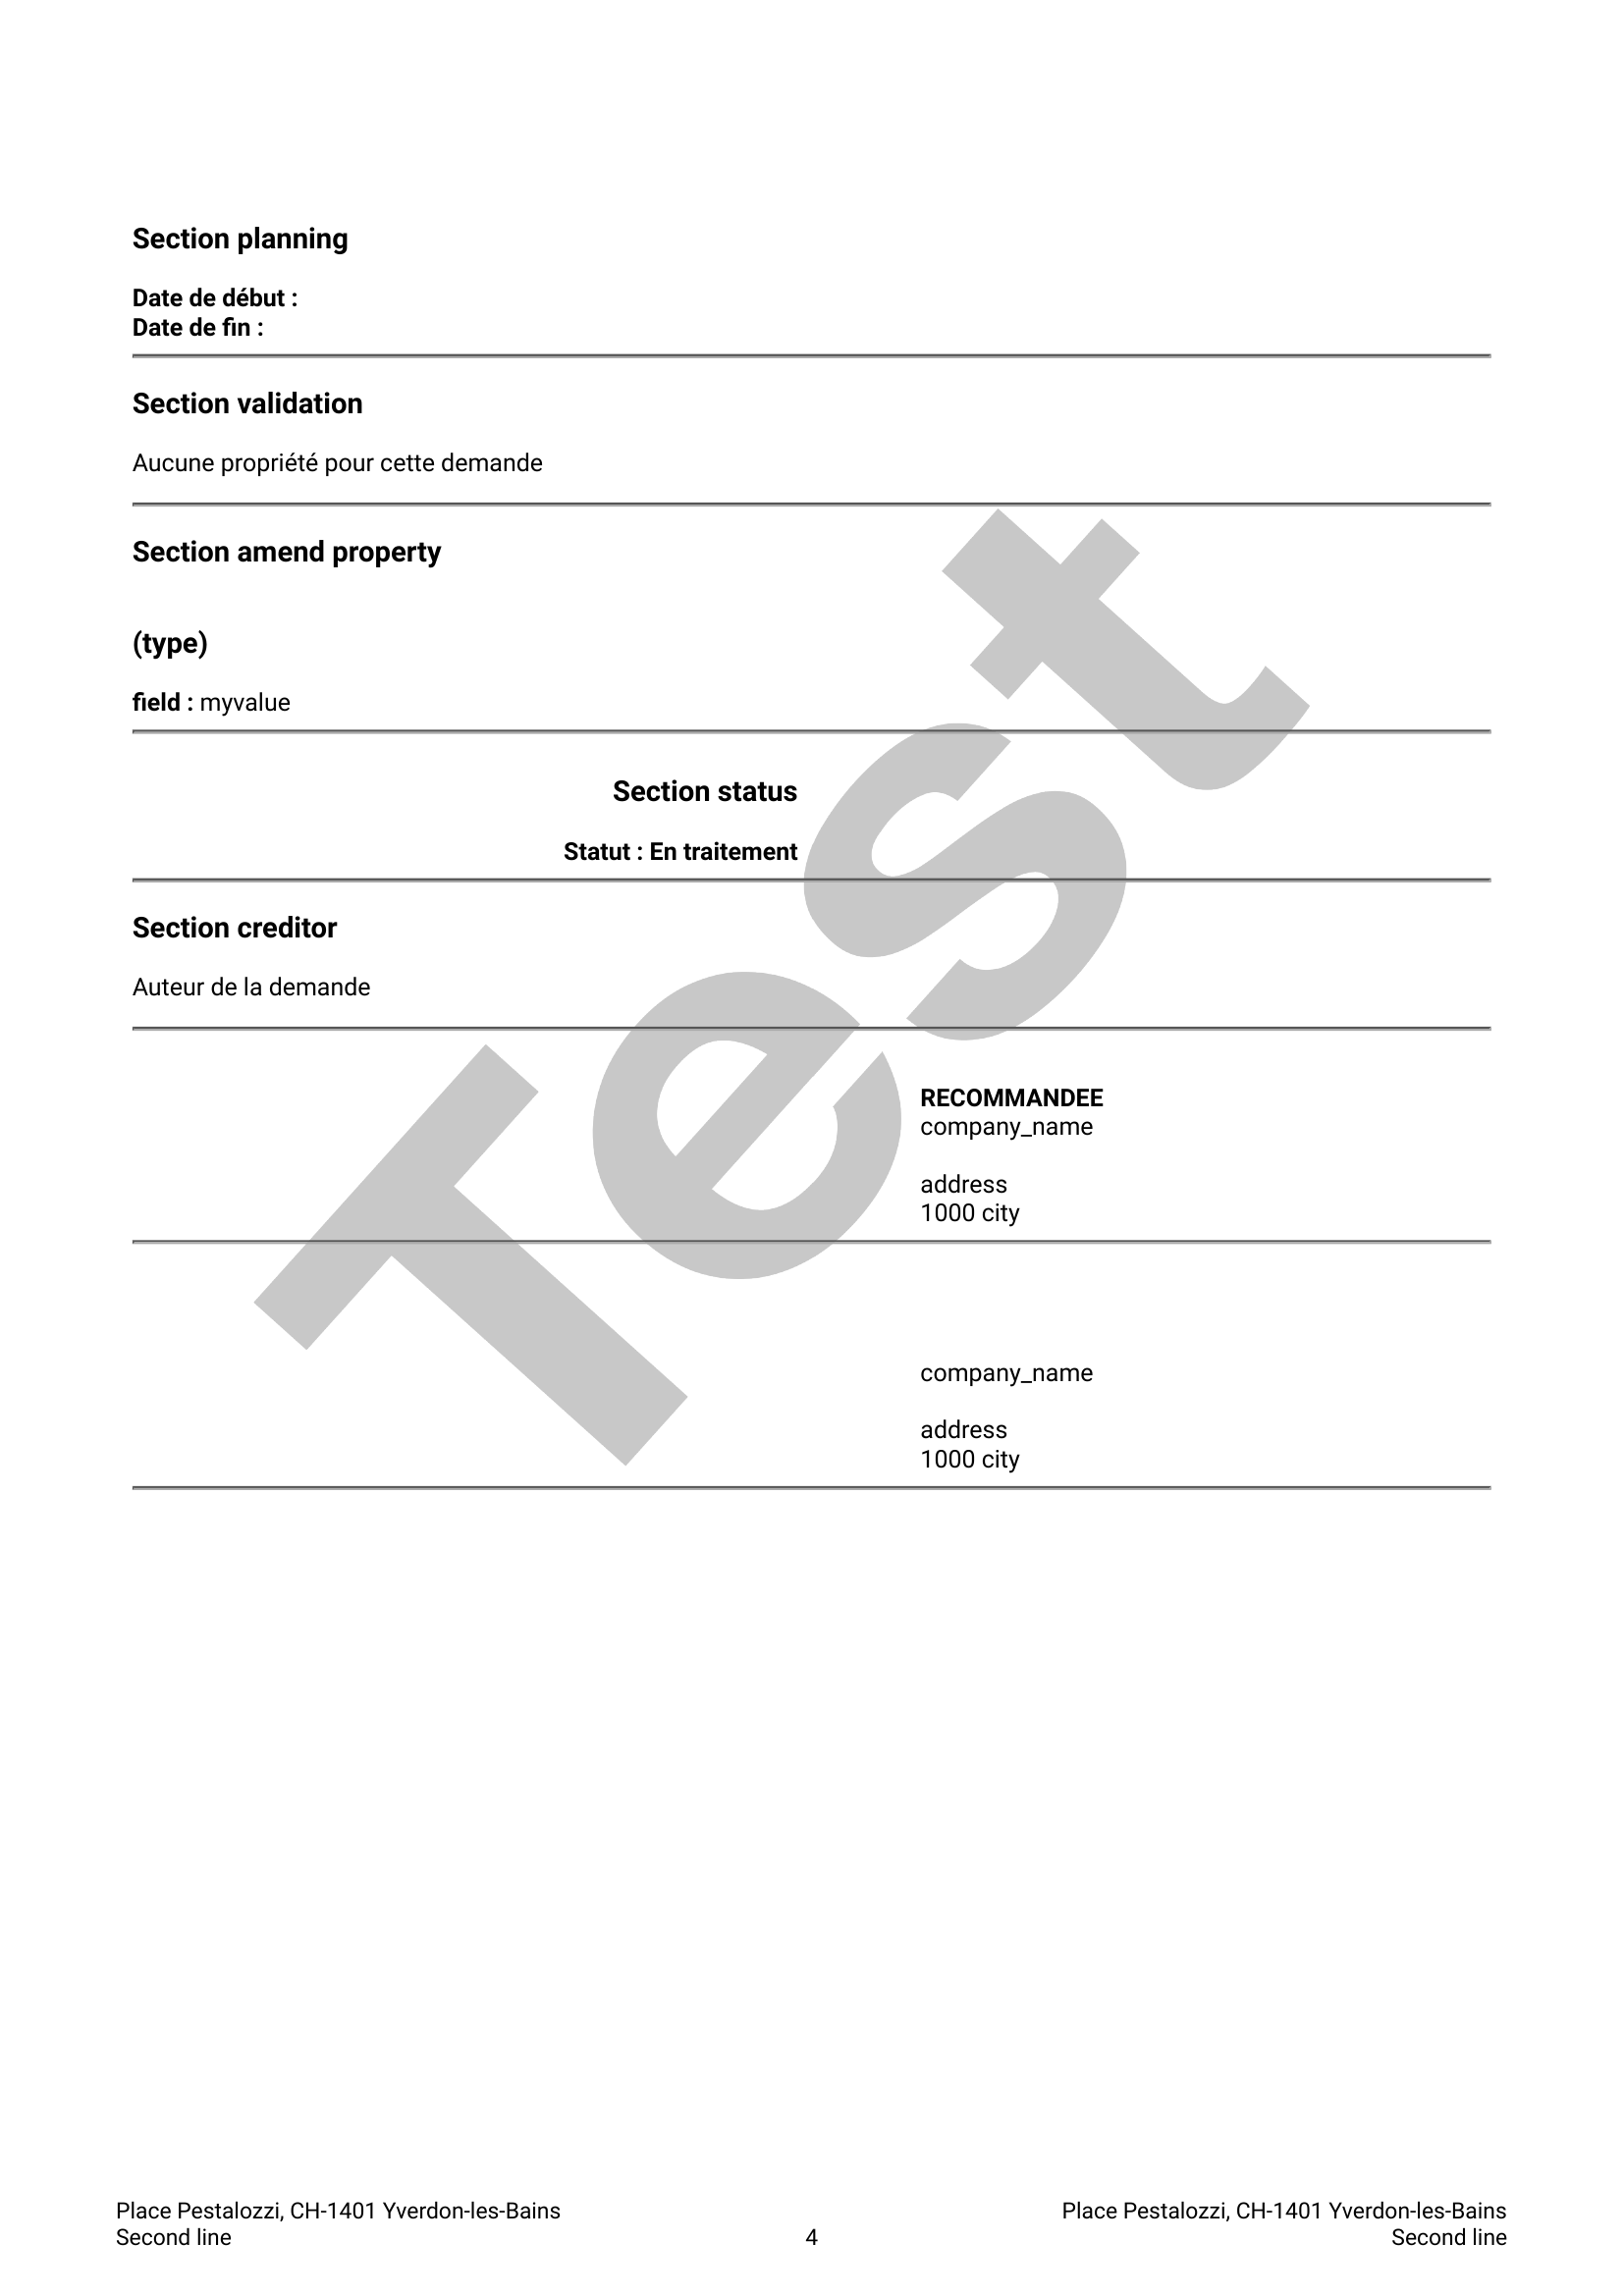 Section planning
Date de début :
Date de fin :
Section validation
Aucune propriété pour cette demande
Section amend property
(type)
field : myvalue
Section status
Statut : En traitement
Section creditor
Auteur de la demande
RECOMMANDEE
company_name
address
1000 city
company_name
address
1000 city
Test
Place Pestalozzi, CH-1401 Yverdon-les-Bains
Second line
4
Place Pestalozzi, CH-1401 Yverdon-les-Bains
Second line